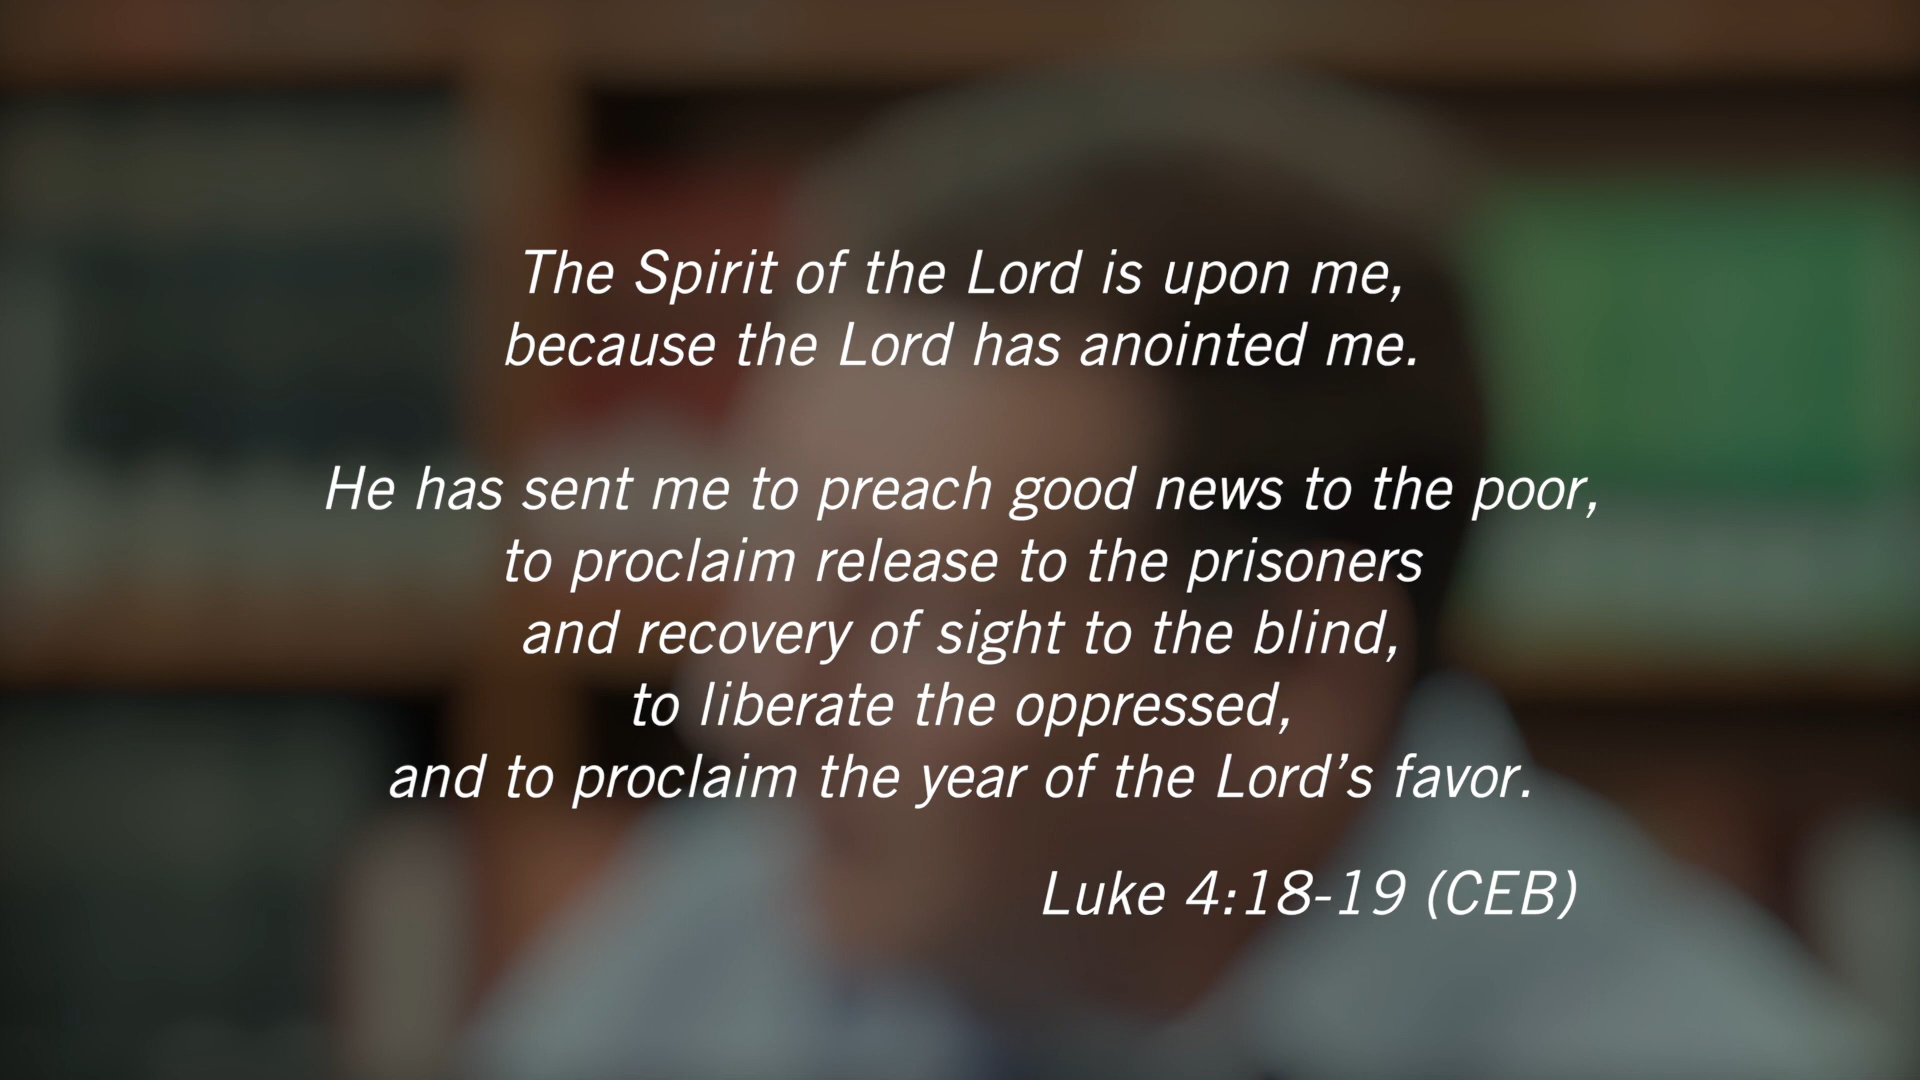 The Spirit of the Lord is upon me,
because the Lord has anointed me.
He has sent me to preach good news to the poor,
to proclaim release to the prisoners
and recovery of sight to the blind,
to liberate the oppressed,
and to proclaim the year of the Lord’s favor.
Luke 4:18-19 (CEB)